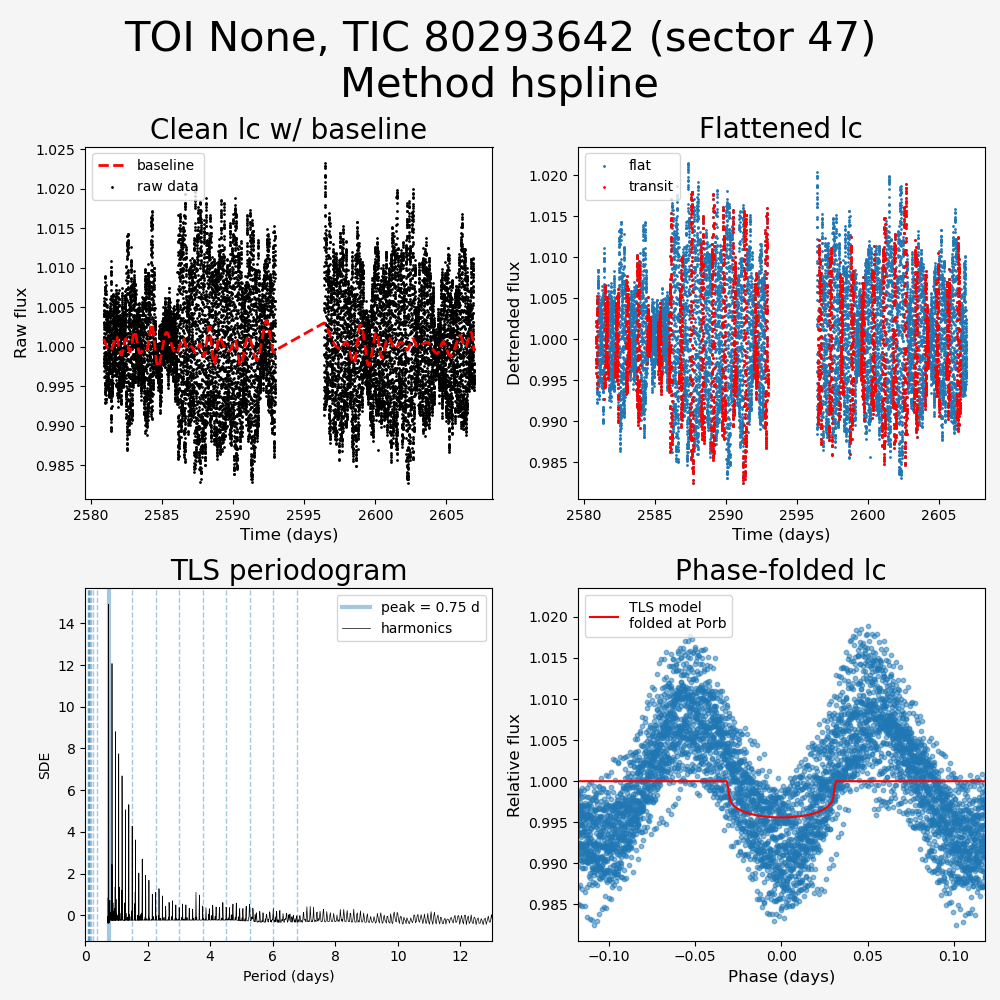 TOI None, TIC 80293642 (sector 47)
Method hspline
Clean lc w/ baseline
baseline
raw data
1.025
1.020
1.015
1.010
1.005
1.000
0.995
0.990
0.985
Raw flux
2580 2585 2590 2595 2600 2605
Time (days)
Flattened lc
flat
transit
1.020
1.015
1.010
1.005
1.000
0.995
0.990
0.985
Detrended flux
2580 2585 2590 2595 2600 2605
Time (days)
TLS periodogram
peak = 0.75 d
harmonics
14
12
10
8
6
4
2
0
SDE
0 2 4 6 8 10 12
Period (days)
Phase-folded lc
TLS model
folded at Porb
1.020
1.015
1.010
1.005
1.000
0.995
0.990
0.985
Relative flux
−0.10 −0.05 0.00 0.05 0.10
Phase (days)